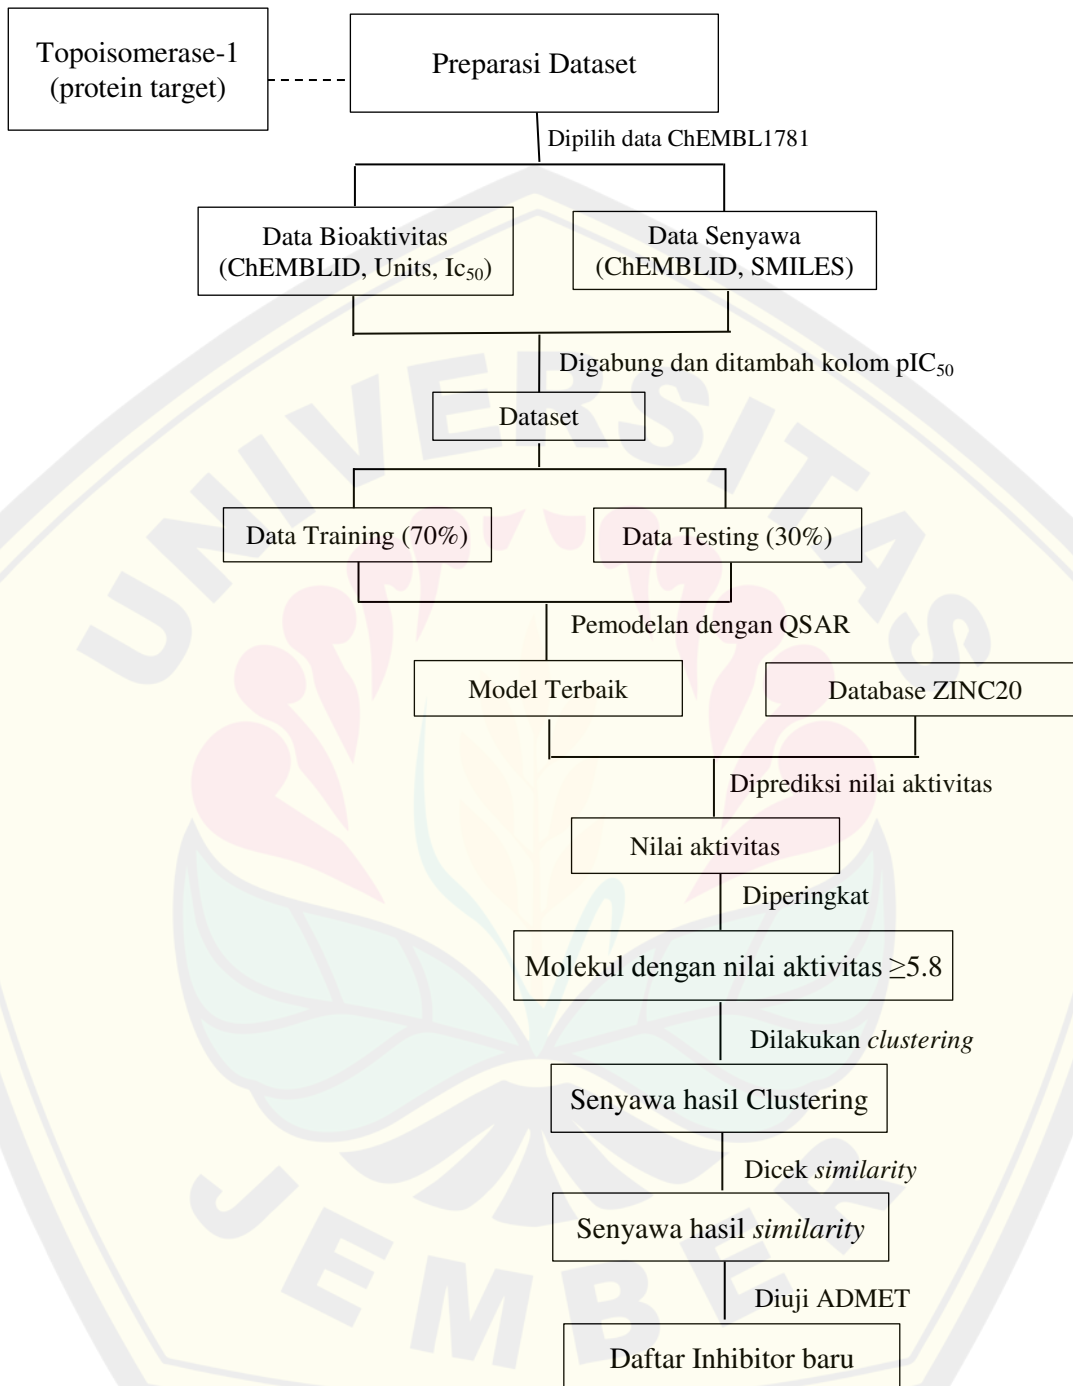 Topoisomerase-1
(protein target)
Preparasi Dataset
Dipilih data ChEMBL1781
Data Bioaktivitas
(ChEMBLID, Units, Ic₅₀)
Data Senyawa
(ChEMBLID, SMILES)
Digabung dan ditambah kolom pIC₅₀
Dataset
Data Training (70%)
Data Testing (30%)
Pemodelan dengan QSAR
Model Terbaik
Database ZINC20
Diprediksi nilai aktivitas
Nilai aktivitas
Diperingkat
Molekul dengan nilai aktivitas ≥5.8
Dilakukan clustering
Senyawa hasil Clustering
Dicek similarity
Senyawa hasil similarity
Diuji ADMET
Daftar Inhibitor baru
UNIVERSITAS
JEMBER